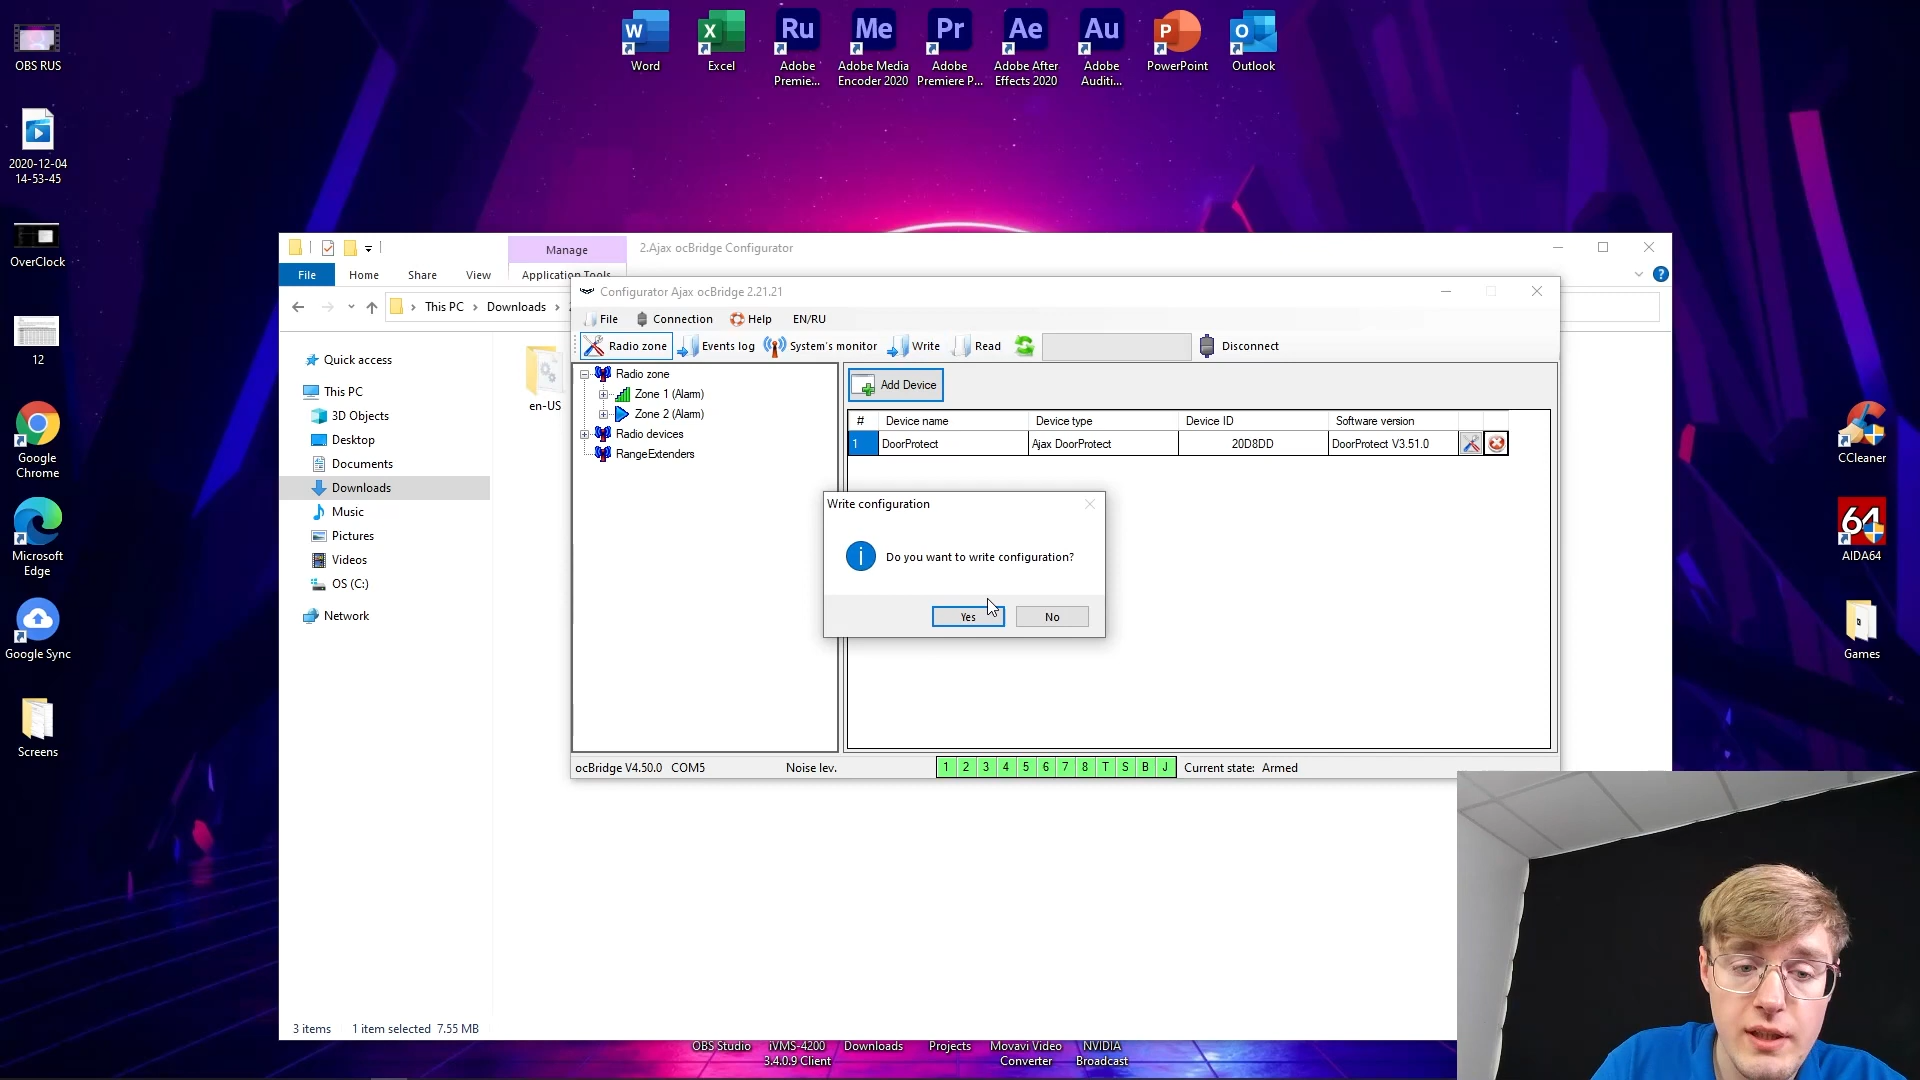 OBS RUS
2020-12-04
14-53-45
OverClock
12
Google
Chrome
Microsoft
Edge
Google Sync
Screens
Word
Excel
Adobe
Premie...
Adobe Media
Encoder 2020
Adobe
Premiere P...
Adobe After
Effects 2020
Adobe
Auditi...
PowerPoint
Outlook
W
X
Ru
Me
Pr
Ae
Au
P
O
CCleaner
64
AIDA64
Games
Manage
2.Ajax ocBridge Configurator
File
Home
Share
View
Application Tools
This PC
Downloads
Quick access
This PC
3D Objects
Desktop
Documents
Downloads
Music
Pictures
Videos
OS (C:)
Network
en-US
3 items
1 item selected 7.55 MB
Configurator Ajax ocBridge 2.21.21
File
Connection
Help
EN/RU
Radio zone
Events log
System's monitor
Write
Read
Disconnect
Radio zone
Zone 1 (Alarm)
Zone 2 (Alarm)
Radio devices
RangeExtenders
Add Device
# Device name Device type Device ID Software version
1 DoorProtect Ajax DoorProtect 20D8DD DoorProtect V3.51.0
Write configuration
Do you want to write configuration?
Yes
No
ocBridge V4.50.0 COM5 Noise lev. 1 2 3 4 5 6 7 8 T S B J Current state: Armed
OBS Studio
iVMS-4200
3.4.0.9 Client
Downloads
Projects
Movavi Video
Converter
NVIDIA
Broadcast